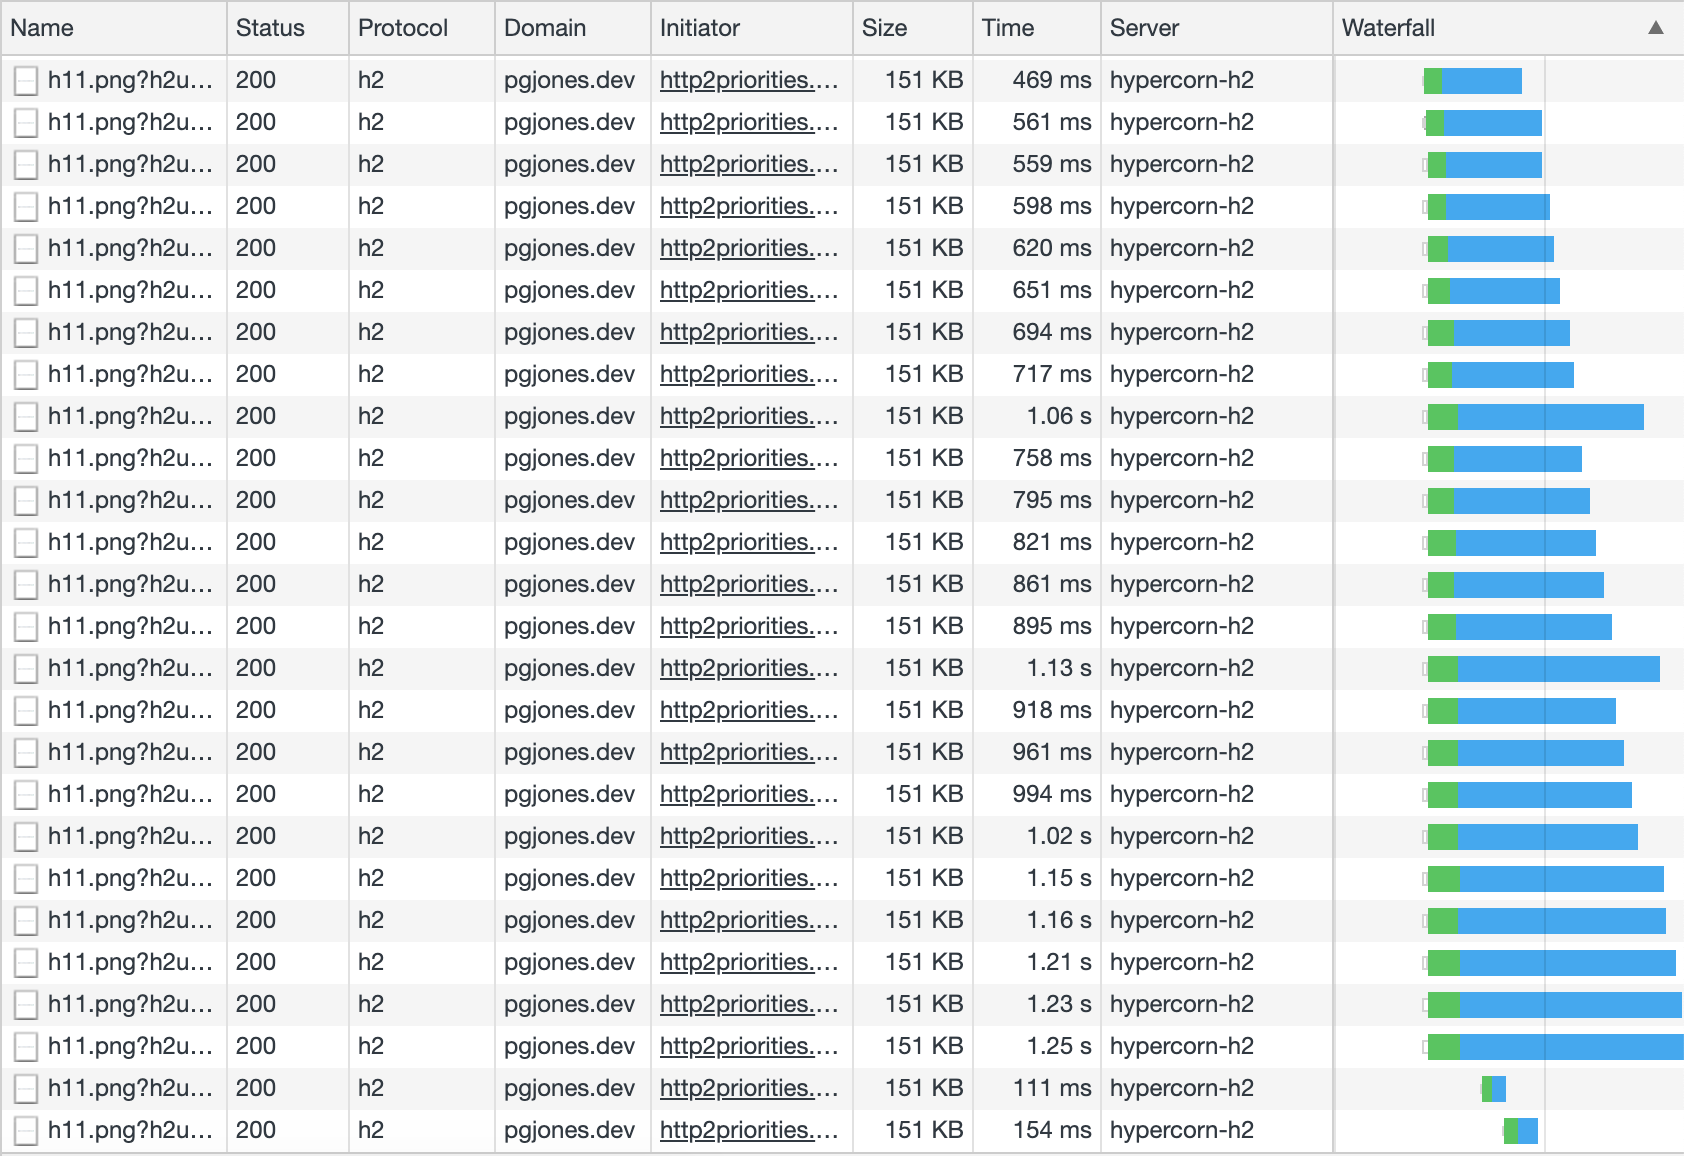 Name Status Protocol Domain Initiator Size Time Server Waterfall ▲
h11.png?h2u... 200 h2 pgjones.dev http2priorities.... 151 KB 469 ms hypercorn-h2
h11.png?h2u... 200 h2 pgjones.dev http2priorities.... 151 KB 561 ms hypercorn-h2
h11.png?h2u... 200 h2 pgjones.dev http2priorities.... 151 KB 559 ms hypercorn-h2
h11.png?h2u... 200 h2 pgjones.dev http2priorities.... 151 KB 598 ms hypercorn-h2
h11.png?h2u... 200 h2 pgjones.dev http2priorities.... 151 KB 620 ms hypercorn-h2
h11.png?h2u... 200 h2 pgjones.dev http2priorities.... 151 KB 651 ms hypercorn-h2
h11.png?h2u... 200 h2 pgjones.dev http2priorities.... 151 KB 694 ms hypercorn-h2
h11.png?h2u... 200 h2 pgjones.dev http2priorities.... 151 KB 717 ms hypercorn-h2
h11.png?h2u... 200 h2 pgjones.dev http2priorities.... 151 KB 1.06 s hypercorn-h2
h11.png?h2u... 200 h2 pgjones.dev http2priorities.... 151 KB 758 ms hypercorn-h2
h11.png?h2u... 200 h2 pgjones.dev http2priorities.... 151 KB 795 ms hypercorn-h2
h11.png?h2u... 200 h2 pgjones.dev http2priorities.... 151 KB 821 ms hypercorn-h2
h11.png?h2u... 200 h2 pgjones.dev http2priorities.... 151 KB 861 ms hypercorn-h2
h11.png?h2u... 200 h2 pgjones.dev http2priorities.... 151 KB 895 ms hypercorn-h2
h11.png?h2u... 200 h2 pgjones.dev http2priorities.... 151 KB 1.13 s hypercorn-h2
h11.png?h2u... 200 h2 pgjones.dev http2priorities.... 151 KB 918 ms hypercorn-h2
h11.png?h2u... 200 h2 pgjones.dev http2priorities.... 151 KB 961 ms hypercorn-h2
h11.png?h2u... 200 h2 pgjones.dev http2priorities.... 151 KB 994 ms hypercorn-h2
h11.png?h2u... 200 h2 pgjones.dev http2priorities.... 151 KB 1.02 s hypercorn-h2
h11.png?h2u... 200 h2 pgjones.dev http2priorities.... 151 KB 1.15 s hypercorn-h2
h11.png?h2u... 200 h2 pgjones.dev http2priorities.... 151 KB 1.16 s hypercorn-h2
h11.png?h2u... 200 h2 pgjones.dev http2priorities.... 151 KB 1.21 s hypercorn-h2
h11.png?h2u... 200 h2 pgjones.dev http2priorities.... 151 KB 1.23 s hypercorn-h2
h11.png?h2u... 200 h2 pgjones.dev http2priorities.... 151 KB 1.25 s hypercorn-h2
h11.png?h2u... 200 h2 pgjones.dev http2priorities.... 151 KB 111 ms hypercorn-h2
h11.png?h2u... 200 h2 pgjones.dev http2priorities.... 151 KB 154 ms hypercorn-h2